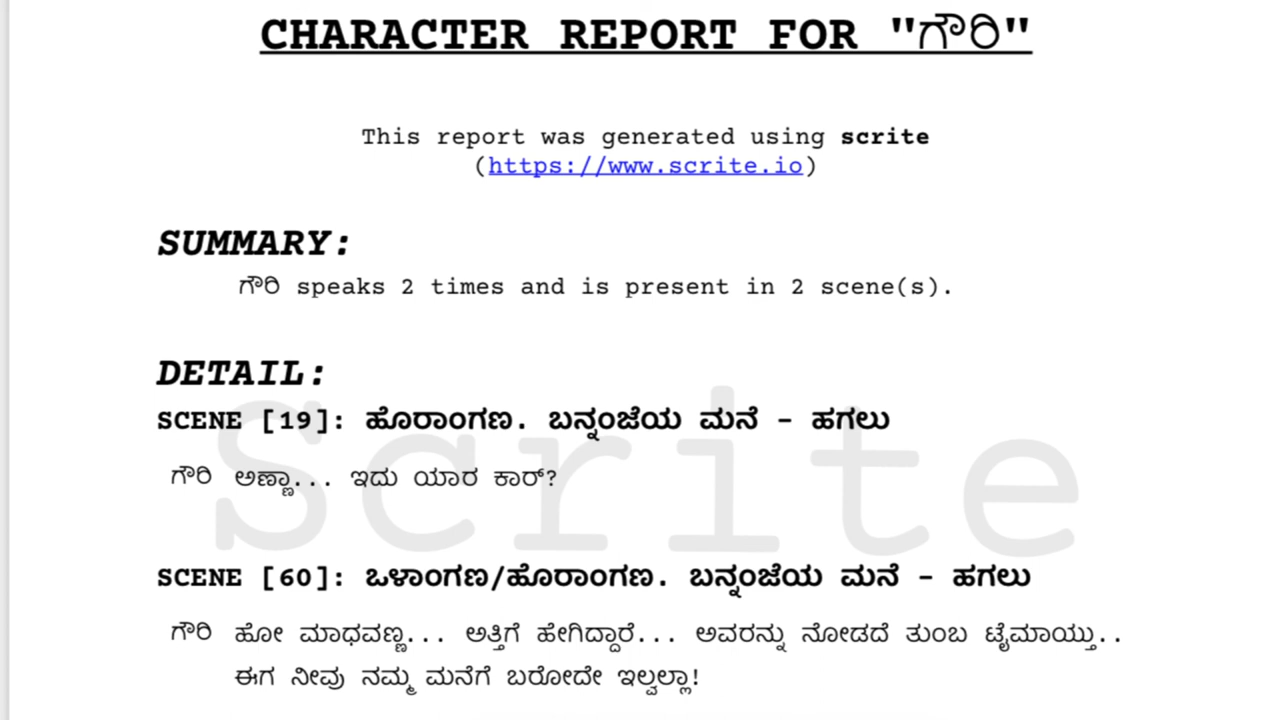 CHARACTER REPORT FOR "ಗೌರಿ"
This report was generated using scrite
(https://www.scrite.io)
SUMMARY:
ಗೌರಿ speaks 2 times and is present in 2 scene(s).
DETAIL:
SCENE [19]: ಹೊರಾಂಗಣ. ಬನ್ನಂಜೆಯ ಮನೆ - ಹಗಲು
ಗೌರಿ ಅಣ್ಣಾ... ಇದು ಯಾರ ಕಾರ್?
Scrite
SCENE [60]: ಒಳಾಂಗಣ/ಹೊರಾಂಗಣ. ಬನ್ನಂಜೆಯ ಮನೆ - ಹಗಲು
ಗೌರಿ ಹೋ ಮಾಧವಣ್ಣ... ಅತ್ತಿಗೆ ಹೇಗಿದ್ದಾರೆ... ಅವರನ್ನು ನೋಡದೆ ತುಂಬ ಟೈಮಾಯ್ತು..
ಈಗ ನೀವು ನಮ್ಮ ಮನೆಗೆ ಬರೋದೇ ಇಲ್ವಲ್ಲಾ!